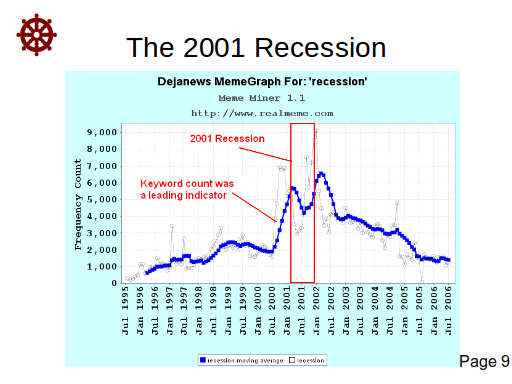 The 2001 Recession
Dejanews MemeGraph For: 'recession'
Meme Miner 1.1
http://www.realmeme.com
2001 Recession
Keyword count was
a leading indicator
Frequency Count
9,000
8,000
7,000
6,000
5,000
4,000
3,000
2,000
1,000
0
Jul 1995
Jan 1996
Jul 1996
Jan 1997
Jul 1997
Jan 1998
Jul 1998
Jan 1999
Jul 1999
Jan 2000
Jul 2000
Jan 2001
Jul 2001
Jan 2002
Jul 2002
Jan 2003
Jul 2003
Jan 2004
Jul 2004
Jan 2005
Jul 2005
Jan 2006
Jul 2006
recession moving average
recession
Page 9